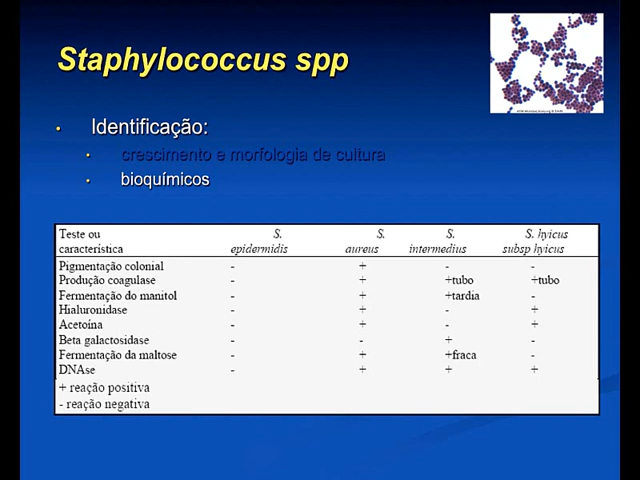 Staphylococcus spp
• Identificação:
• crescimento e morfologia de cultura
• bioquímicos
Teste ou característica S. epidermidis S. aureus S. intermedius S. hyicus subsp hyicus
Pigmentação colonial - + - -
Produção coagulase - + +tubo +tubo
Fermentação do manitol - + +tardia -
Hialuronidase - + - +
Acetoína - + - +
Beta galactosidase - - + -
Fermentação da maltose - + +fraca -
DNAse - + + +
+ reação positiva
- reação negativa